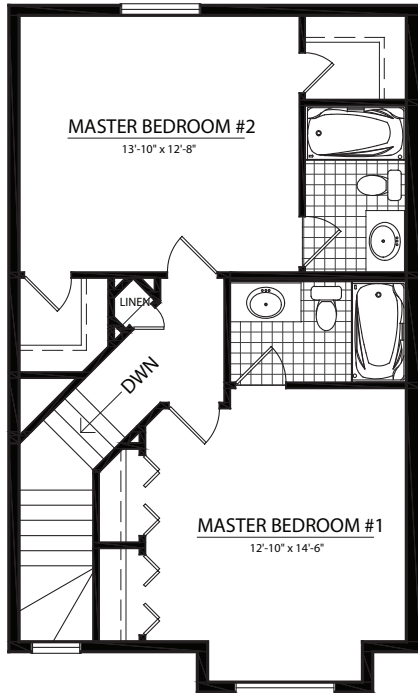 MASTER BEDROOM #2
13'-10" x 12'-8"
LINEN
DWN
MASTER BEDROOM #1
12'-10" x 14'-6"